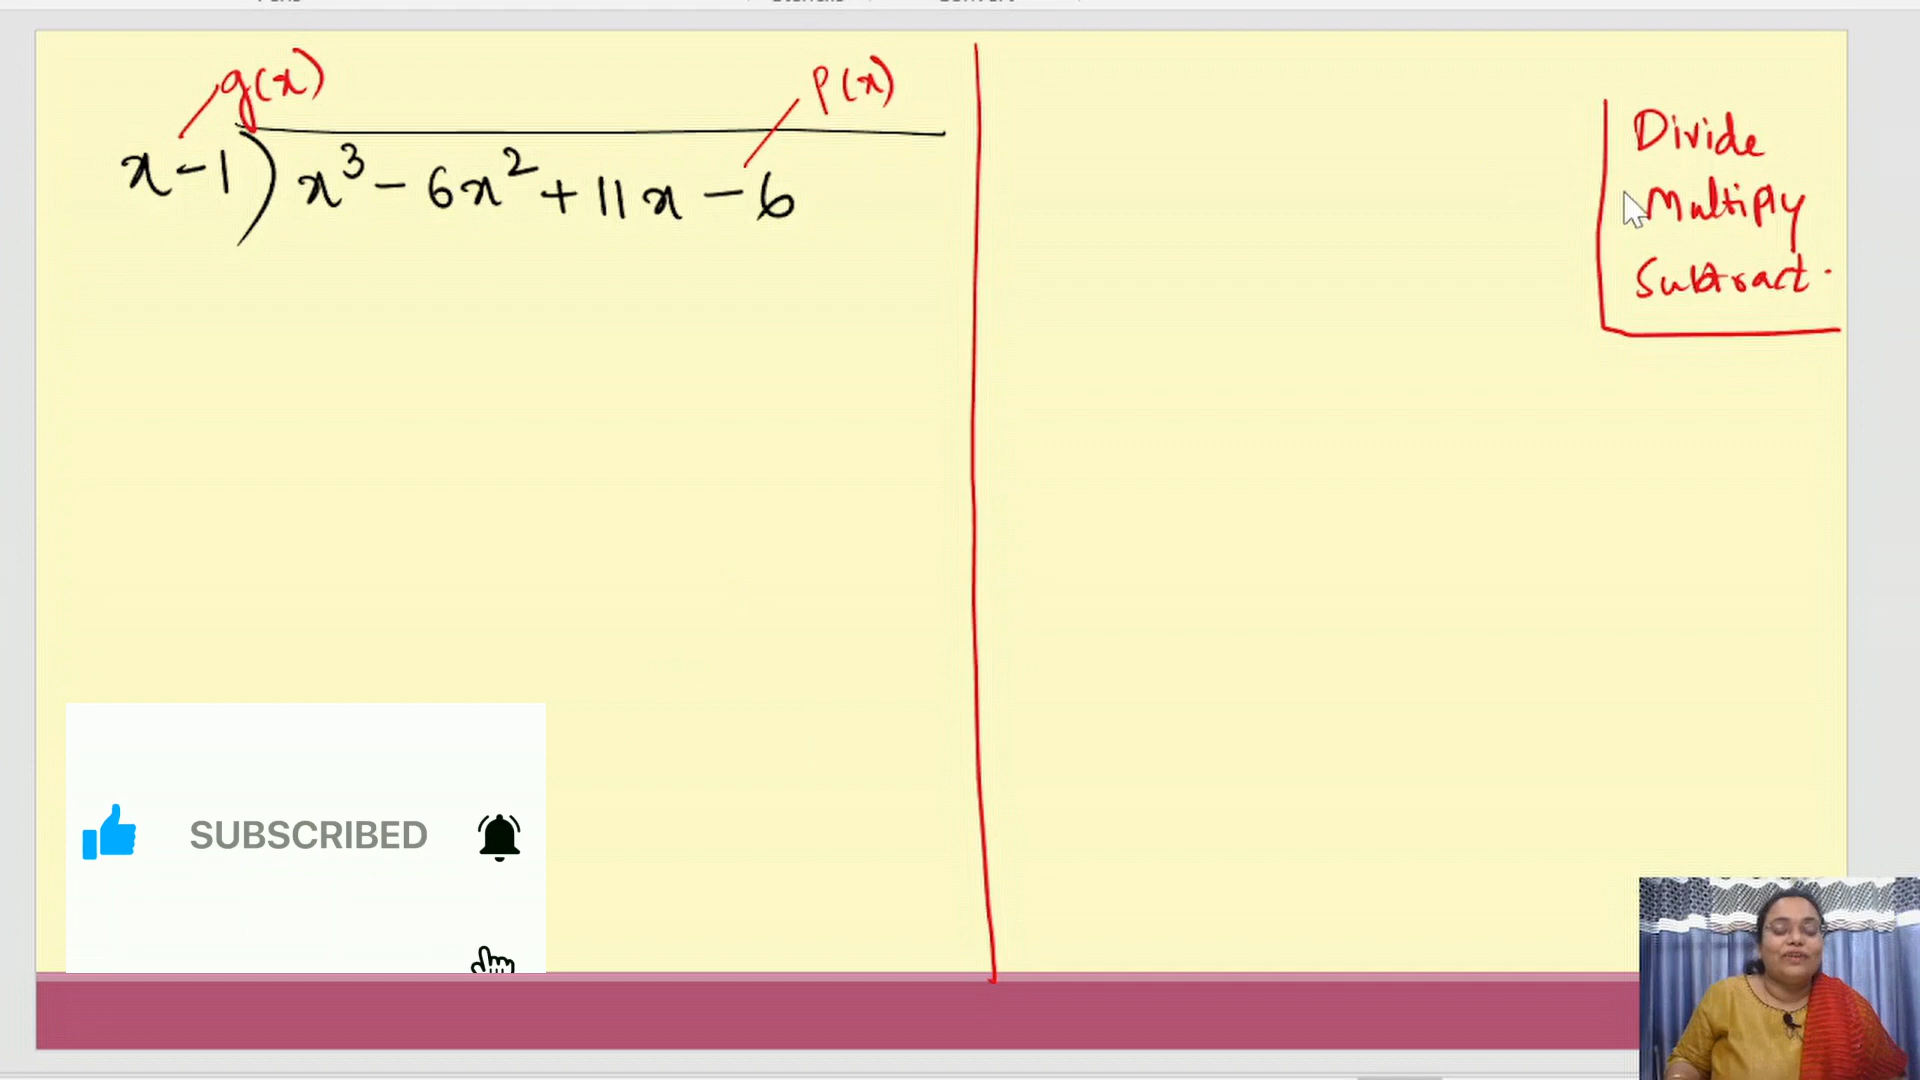 g(x)
p(x)
x-1) x³ - 6x² + 11x - 6
Divide
Multiply
Subtract.
SUBSCRIBED